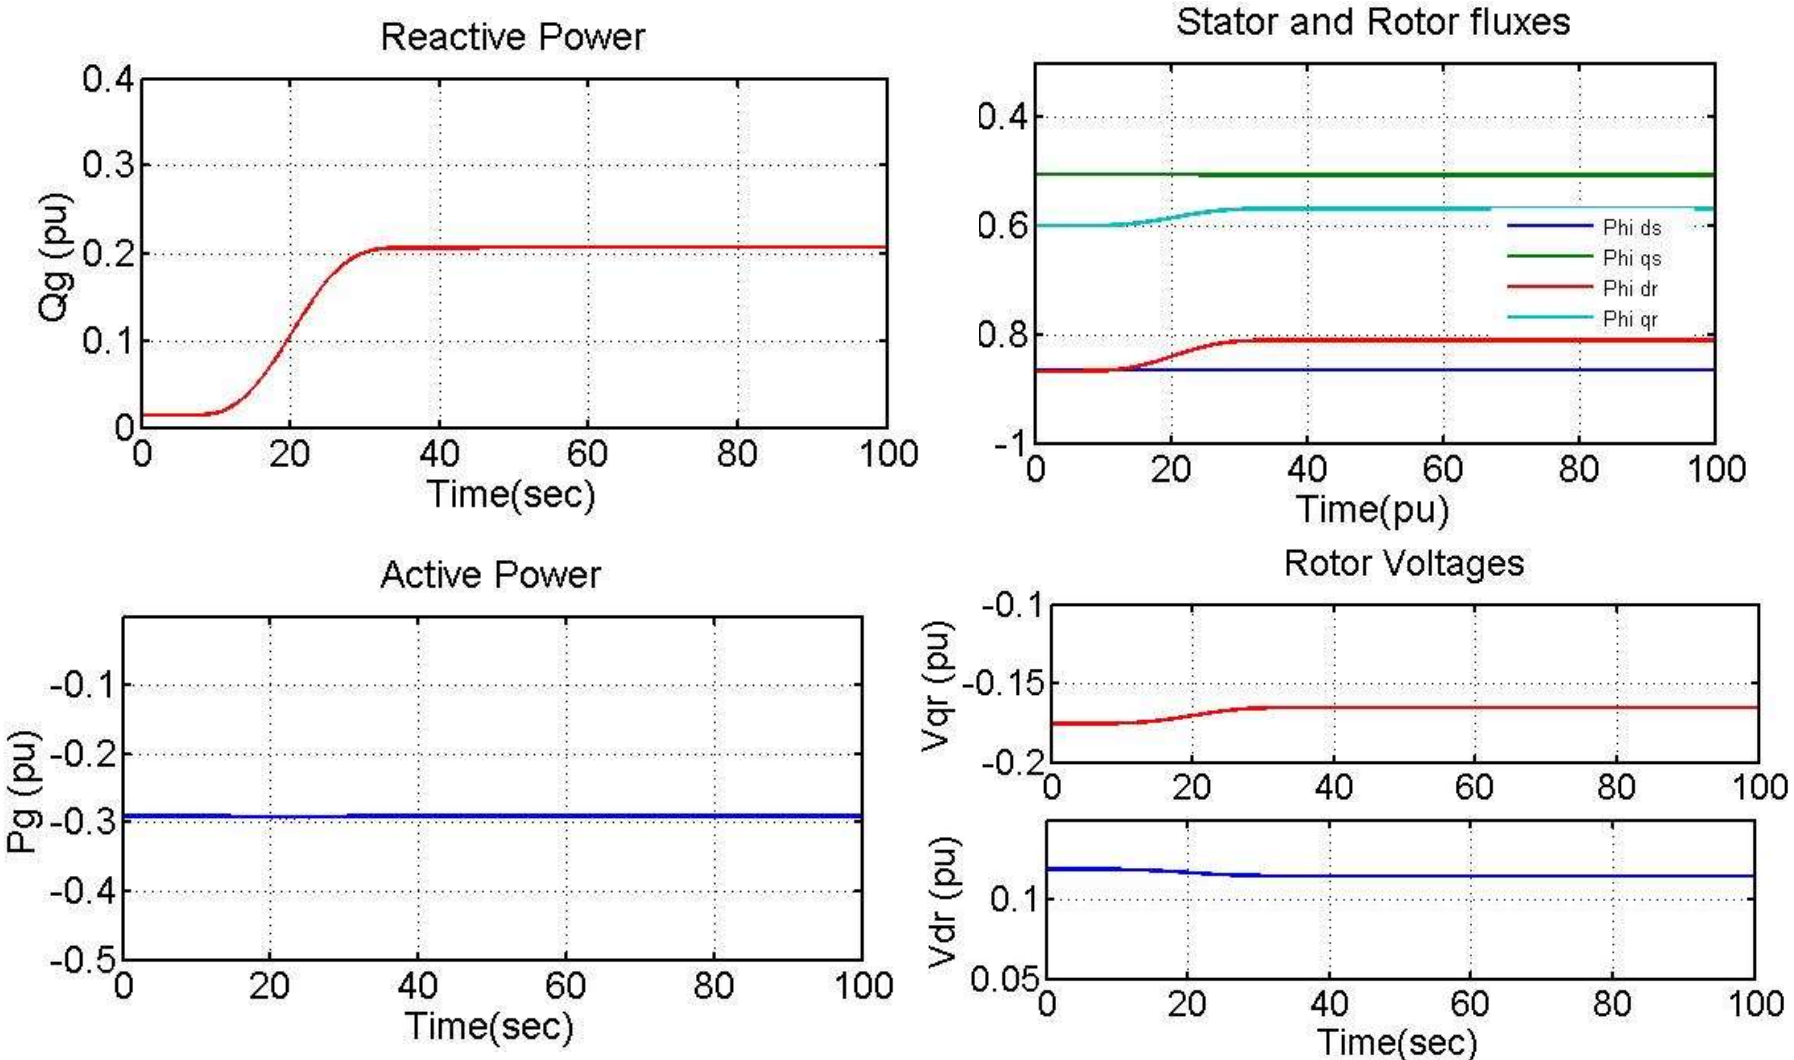 Reactive Power
0.4
0.3
0.2
0.1
0
Qg (pu)
0 20 40 60 80 100
Time(sec)
Stator and Rotor fluxes
0.4
0.6
0.8
-1
Phi ds
Phi qs
Phi dr
Phi qr
0 20 40 60 80 100
Time(pu)
Active Power
-0.1
-0.2
-0.3
-0.4
-0.5
Pg (pu)
0 20 40 60 80 100
Time(sec)
Rotor Voltages
-0.1
-0.15
-0.2
Vqr (pu)
0 20 40 60 80 100
0.1
0.05
Vdr (pu)
0 20 40 60 80 100
Time(sec)